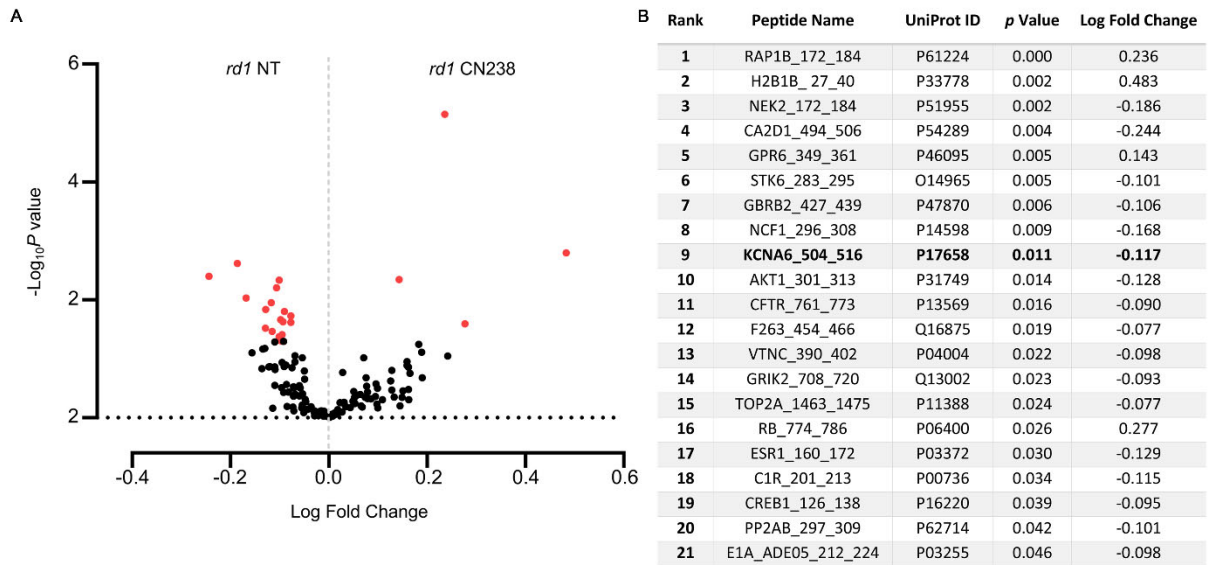 A
6
4
2
2
-Log10P value
rd1 NT
rd1 CN238
-0.4 -0.2 0.0 0.2 0.4 0.6
Log Fold Change
B
Rank Peptide Name UniProt ID p Value Log Fold Change
1 RAP1B_172_184 P61224 0.000 0.236
2 H2B1B_ 27_40 P33778 0.002 0.483
3 NEK2_172_184 P51955 0.002 -0.186
4 CA2D1_494_506 P54289 0.004 -0.244
5 GPR6_349_361 P46095 0.005 0.143
6 STK6_283_295 O14965 0.005 -0.101
7 GBRB2_427_439 P47870 0.006 -0.106
8 NCF1_296_308 P14598 0.009 -0.168
9 KCNA6_504_516 P17658 0.011 -0.117
10 AKT1_301_313 P31749 0.014 -0.128
11 CFTR_761_773 P13569 0.016 -0.090
12 F263_454_466 Q16875 0.019 -0.077
13 VTNC_390_402 P04004 0.022 -0.098
14 GRIK2_708_720 Q13002 0.023 -0.093
15 TOP2A_1463_1475 P11388 0.024 -0.077
16 RB_774_786 P06400 0.026 0.277
17 ESR1_160_172 P03372 0.030 -0.129
18 C1R_201_213 P00736 0.034 -0.115
19 CREB1_126_138 P16220 0.039 -0.095
20 PP2AB_297_309 P62714 0.042 -0.101
21 E1A_ADE05_212_224 P03255 0.046 -0.098